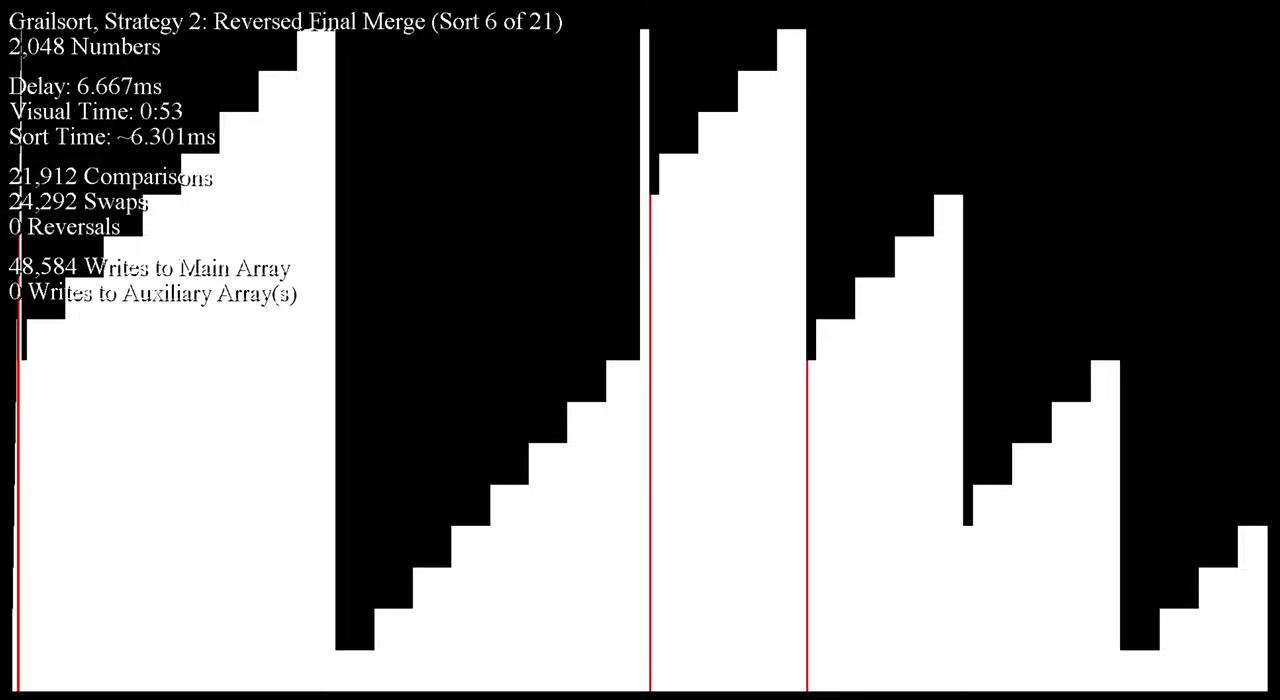 Grailsort, Strategy 2: Reversed Final Merge (Sort 6 of 21)
2,048 Numbers
Delay: 6.667ms
Visual Time: 0:53
Sort Time: ~6.301ms
21,912 Comparisons
24,292 Swaps
0 Reversals
48,584 Writes to Main Array
0 Writes to Auxiliary Array(s)